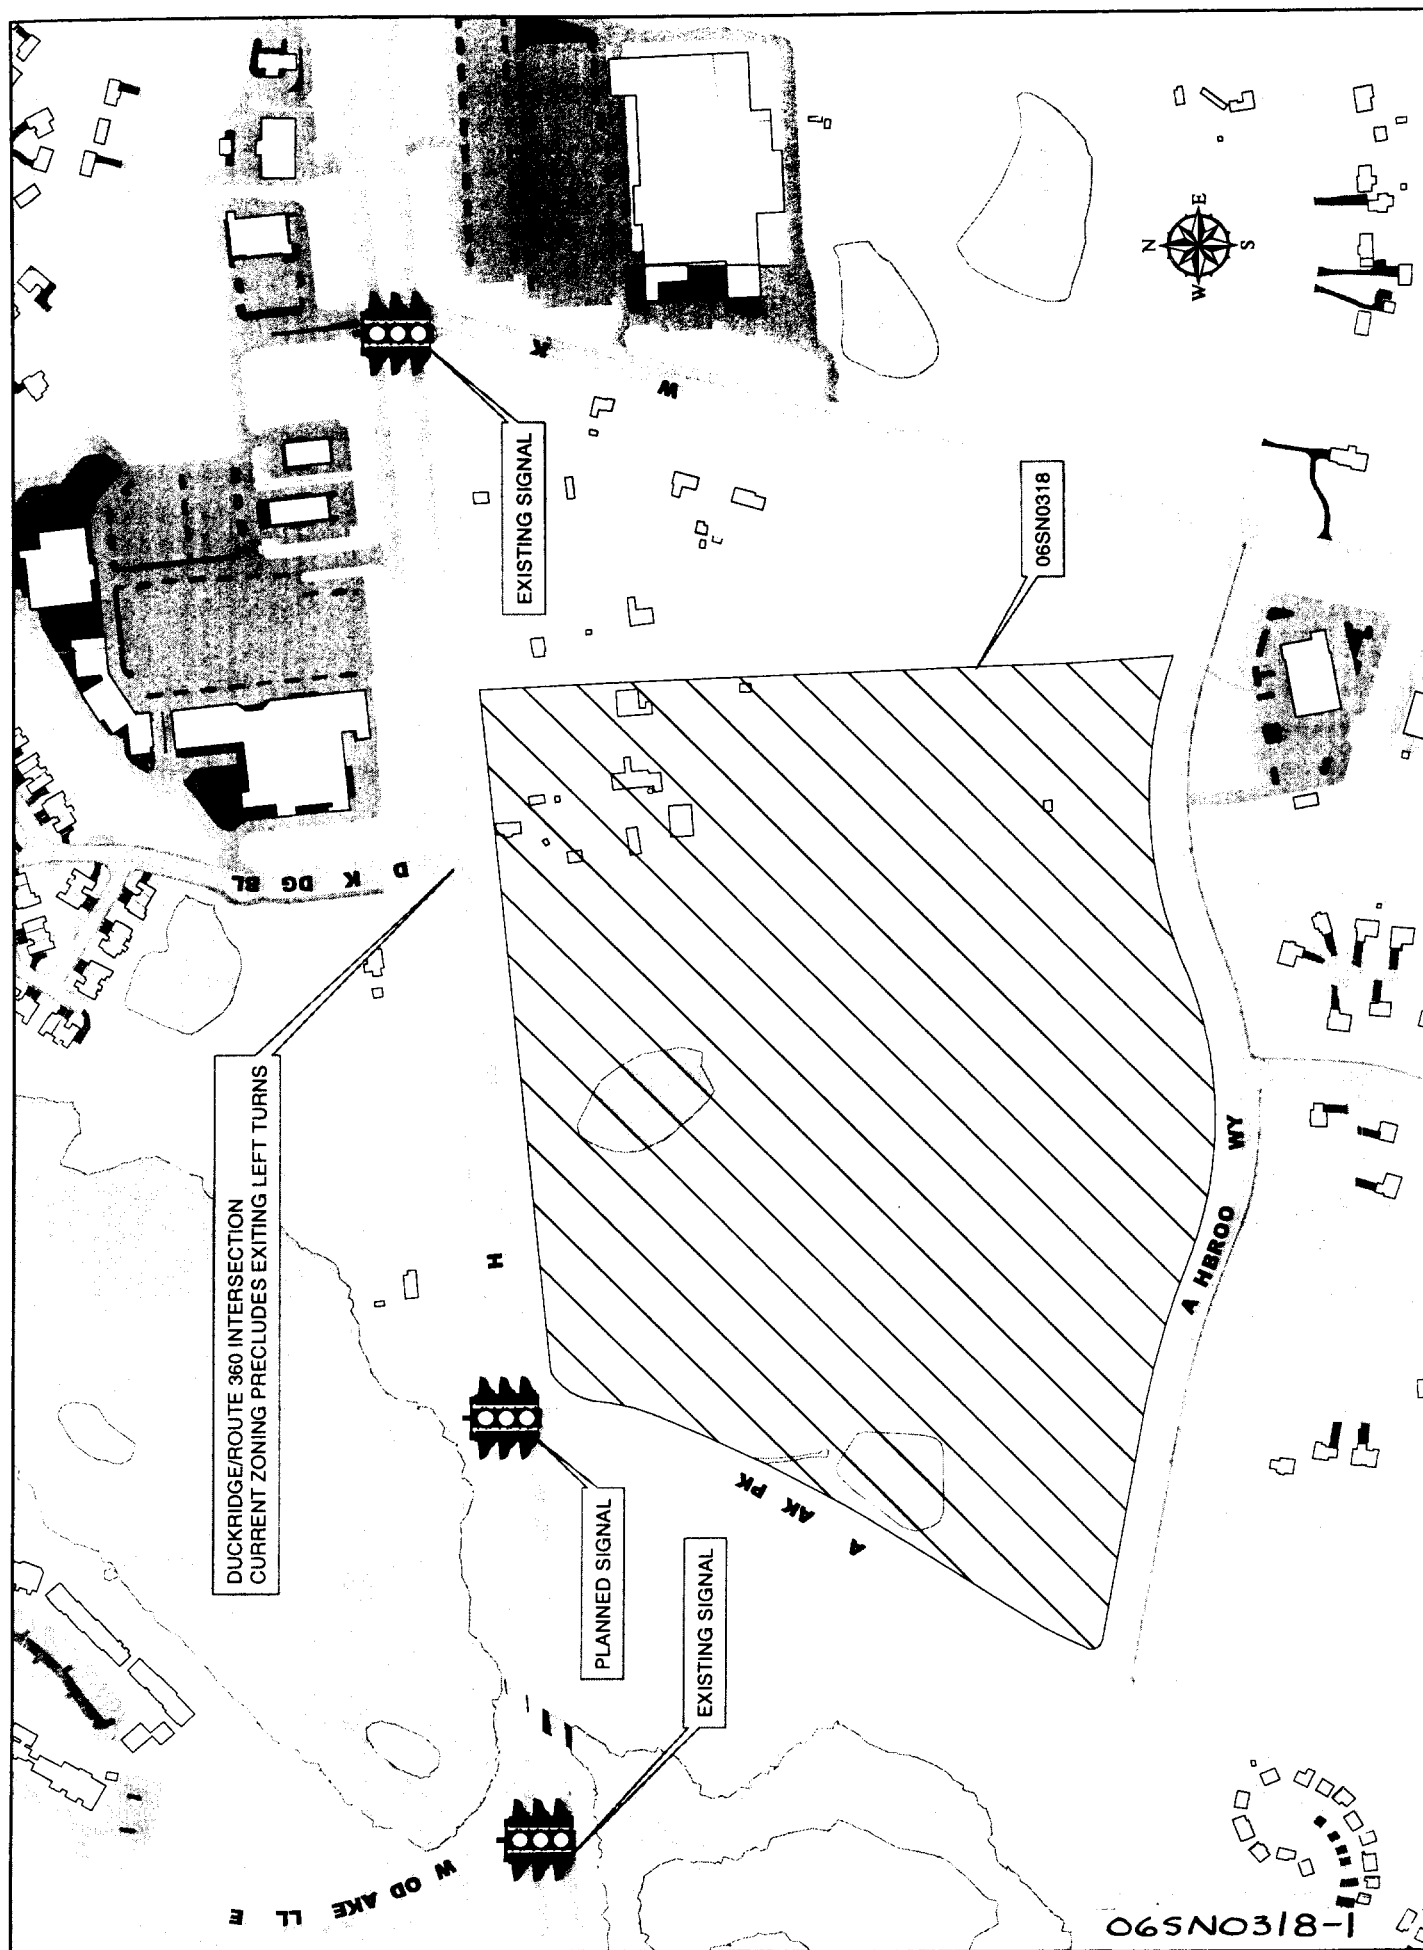 EXISTING SIGNAL
06SN0318
DUCKRIDGE/ROUTE 360 INTERSECTION
CURRENT ZONING PRECLUDES EXITING LEFT TURNS
PLANNED SIGNAL
EXISTING SIGNAL
N
E
S
W
D K DG BL
H
K
W
A AK PK
A HBROO WY
W OD AKE LL E
06SN0318-1